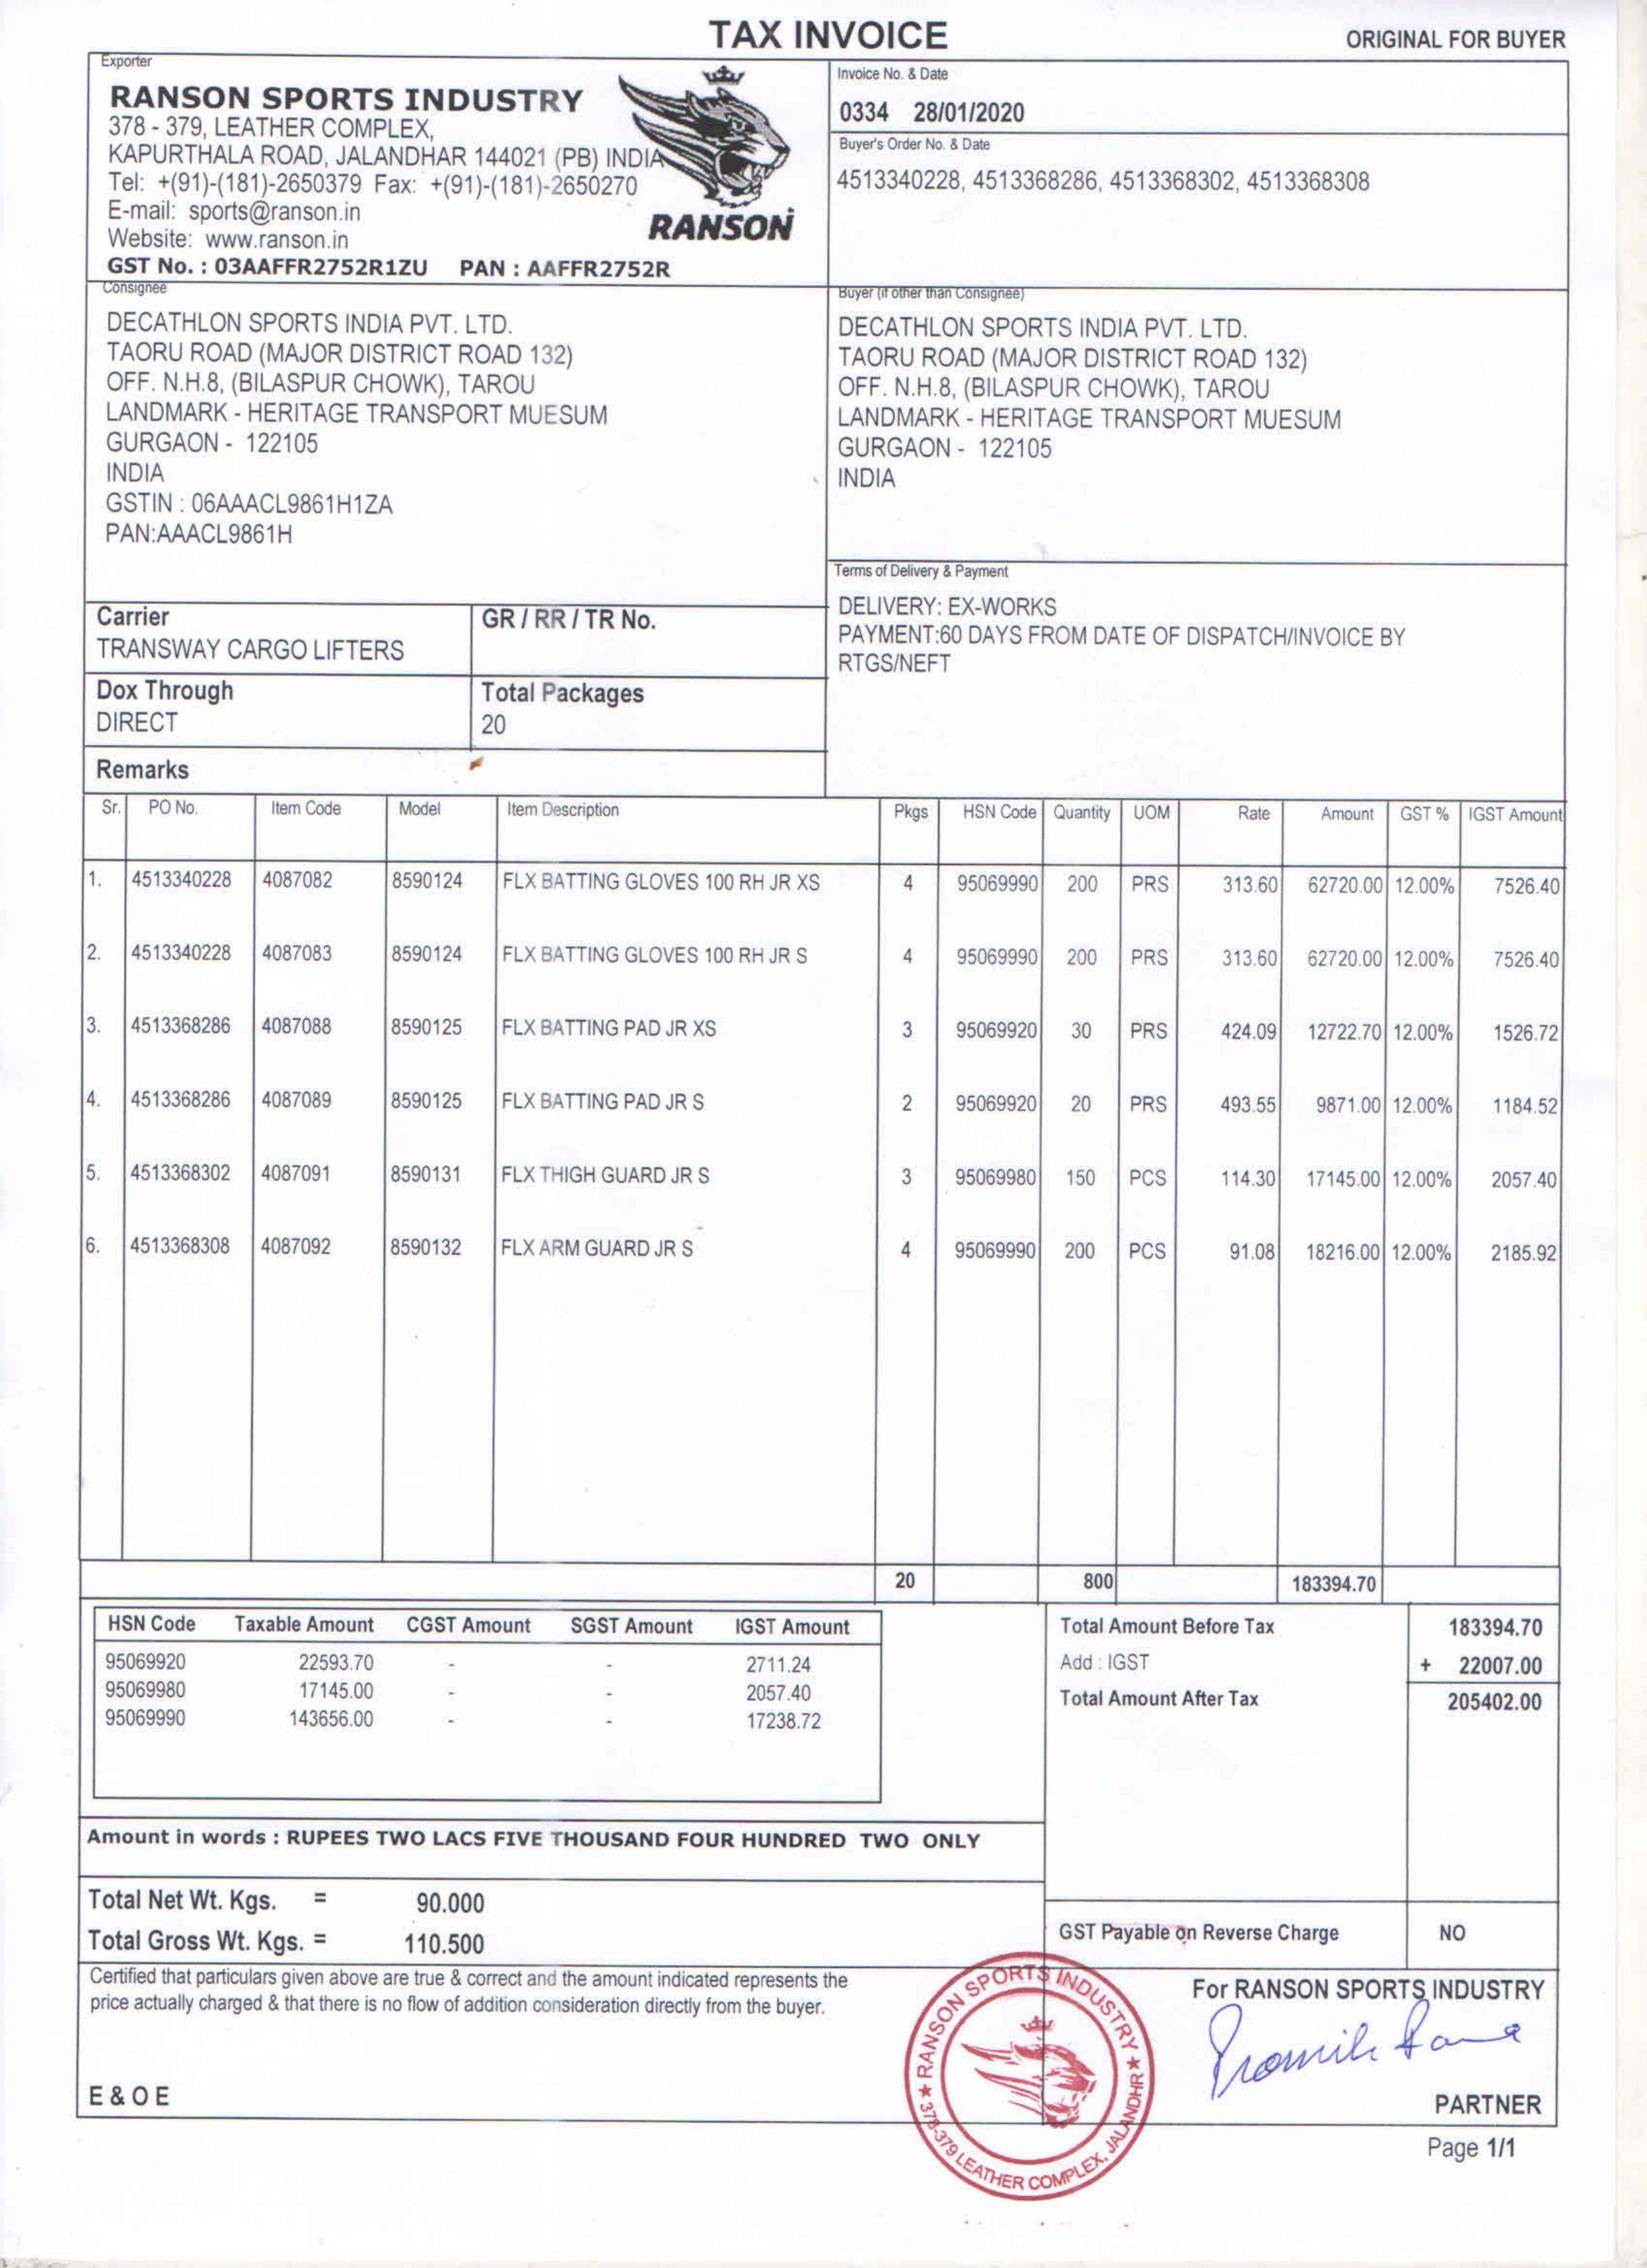 TAX INVOICE
ORIGINAL FOR BUYER
Exporter
RANSON SPORTS INDUSTRY
378 - 379, LEATHER COMPLEX,
KAPURTHALA ROAD, JALANDHAR 144021 (PB) INDIA
Tel: +(91)-(181)-2650379 Fax: +(91)-(181)-2650270
E-mail: sports@ranson.in
Website: www.ranson.in
GST No. : 03AAFFR2752R1ZU PAN : AAFFR2752R
RANSON
Invoice No. & Date
0334 28/01/2020
Buyer's Order No. & Date
4513340228, 4513368286, 4513368302, 4513368308
Consignee
DECATHLON SPORTS INDIA PVT. LTD.
TAORU ROAD (MAJOR DISTRICT ROAD 132)
OFF. N.H.8, (BILASPUR CHOWK), TAROU
LANDMARK - HERITAGE TRANSPORT MUESUM
GURGAON - 122105
INDIA
GSTIN : 06AAACL9861H1ZA
PAN:AAACL9861H
Buyer (if other than Consignee)
DECATHLON SPORTS INDIA PVT. LTD.
TAORU ROAD (MAJOR DISTRICT ROAD 132)
OFF. N.H.8, (BILASPUR CHOWK), TAROU
LANDMARK - HERITAGE TRANSPORT MUESUM
GURGAON - 122105
INDIA
Terms of Delivery & Payment
DELIVERY: EX-WORKS
PAYMENT:60 DAYS FROM DATE OF DISPATCH/INVOICE BY
RTGS/NEFT
Carrier
TRANSWAY CARGO LIFTERS
GR / RR / TR No.
Dox Through
DIRECT
Total Packages
20
Remarks
Sr. PO No. Item Code Model Item Description Pkgs HSN Code Quantity UOM Rate Amount GST % IGST Amount
1. 4513340228 4087082 8590124 FLX BATTING GLOVES 100 RH JR XS 4 95069990 200 PRS 313.60 62720.00 12.00% 7526.40
2. 4513340228 4087083 8590124 FLX BATTING GLOVES 100 RH JR S 4 95069990 200 PRS 313.60 62720.00 12.00% 7526.40
3. 4513368286 4087088 8590125 FLX BATTING PAD JR XS 3 95069920 30 PRS 424.09 12722.70 12.00% 1526.72
4. 4513368286 4087089 8590125 FLX BATTING PAD JR S 2 95069920 20 PRS 493.55 9871.00 12.00% 1184.52
5. 4513368302 4087091 8590131 FLX THIGH GUARD JR S 3 95069980 150 PCS 114.30 17145.00 12.00% 2057.40
6. 4513368308 4087092 8590132 FLX ARM GUARD JR S 4 95069990 200 PCS 91.08 18216.00 12.00% 2185.92
20 800 183394.70
HSN Code Taxable Amount CGST Amount SGST Amount IGST Amount
95069920 22593.70 - - 2711.24
95069980 17145.00 - - 2057.40
95069990 143656.00 - - 17238.72
Total Amount Before Tax 183394.70
Add : IGST + 22007.00
Total Amount After Tax 205402.00
Amount in words : RUPEES TWO LACS FIVE THOUSAND FOUR HUNDRED TWO ONLY
Total Net Wt. Kgs. = 90.000
Total Gross Wt. Kgs. = 110.500
GST Payable on Reverse Charge NO
Certified that particulars given above are true & correct and the amount indicated represents the
price actually charged & that there is no flow of addition consideration directly from the buyer.
E & O E
★ RANSON SPORTS INDUSTRY ★
378-379 LEATHER COMPLEX, JALANDHR
For RANSON SPORTS INDUSTRY
PARTNER
Page 1/1